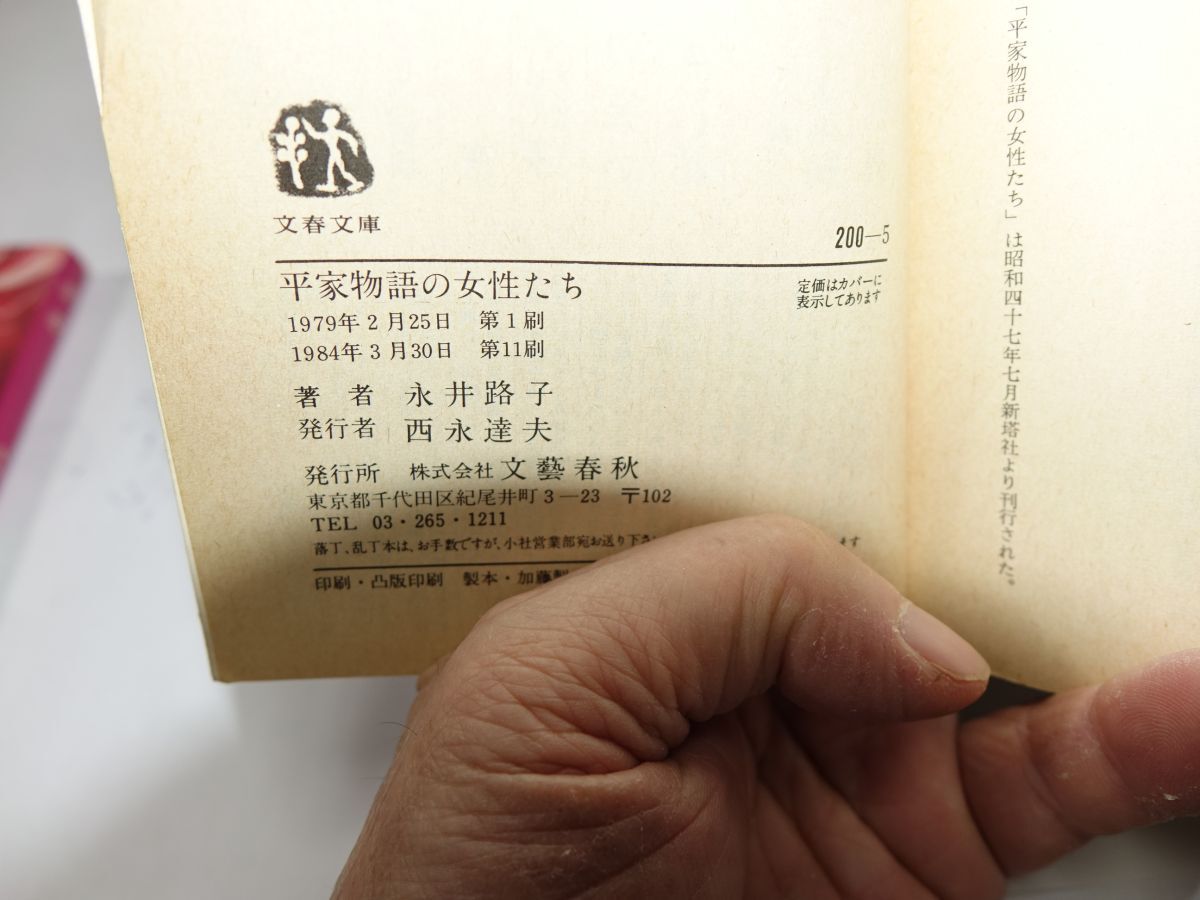 「平家物語の女性たち」は昭和四十七年七月新塔社より刊行された。
文春文庫
200—5
平家物語の女性たち
定価はカバーに
表示してあります
1979年2月25日 第1刷
1984年3月30日 第11刷
著 者 永井路子
発行者 西永達夫
発行所 株式会社 文藝春秋
東京都千代田区紀尾井町3—23 〒102
TEL 03・265・1211
落丁、乱丁本は、お手数ですが、小社営業部宛お送り下さ ます
印刷・凸版印刷 製本・加藤製